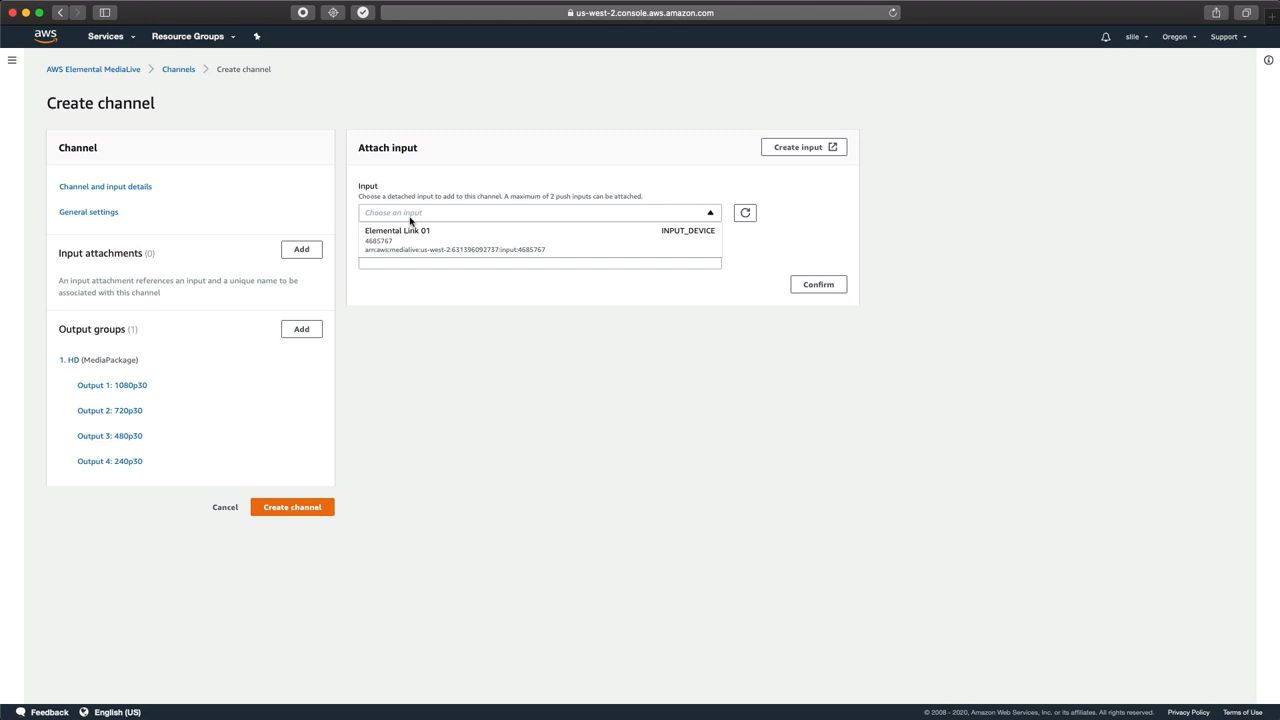 us-west-2.console.aws.amazon.com
aws
Services
Resource Groups
slile
Oregon
Support
AWS Elemental MediaLive
Channels
Create channel
Create channel
Channel
Channel and input details
General settings
Input attachments (0)
Add
An input attachment references an input and a unique name to be
associated with this channel
Output groups (1)
Add
1. HD (MediaPackage)
Output 1: 1080p30
Output 2: 720p30
Output 3: 480p30
Output 4: 240p30
Cancel
Create channel
Attach input
Create input
Input
Choose a detached input to add to this channel. A maximum of 2 push inputs can be attached.
Choose an input
Elemental Link 01
INPUT_DEVICE
4685767
arn:aws:medialive:us-west-2:631396092737:input:4685767
Confirm
Feedback
English (US)
© 2008 - 2020, Amazon Web Services, Inc. or its affiliates. All rights reserved.
Privacy Policy
Terms of Use